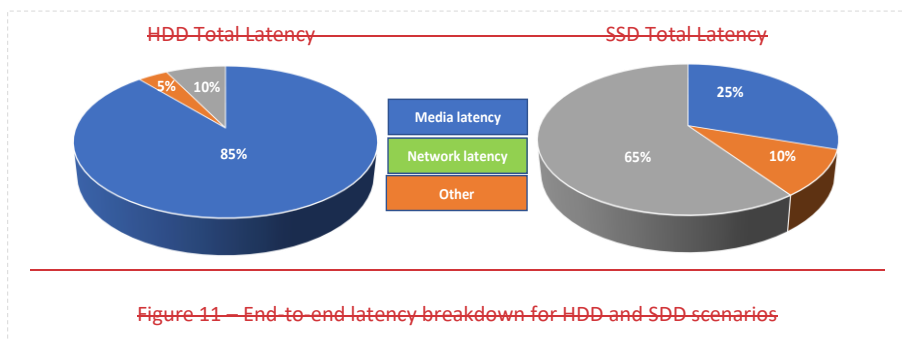 HDD Total Latency
SSD Total Latency
5%
10%
85%
Media latency
Network latency
Other
25%
65%
10%
Figure 11 – End-to-end latency breakdown for HDD and SDD scenarios